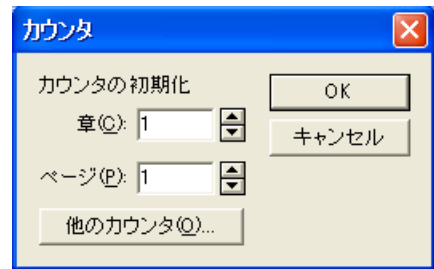 カウンタ
カウンタの初期化
章(C): 1
ページ(P): 1
他のカウンタ(O)...
OK
キャンセル